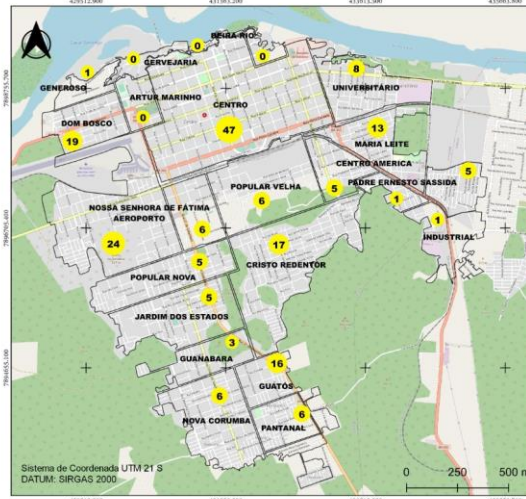 BEIRA RIO
0
0
0
CERVEJARIA
1
GENEROSO
8
ARTUR MARINHO
UNIVERSITÁRIO
CENTRO
0
DOM BOSCO
47
13
19
MARIA LEITE
CENTRO AMERICA
5
POPULAR VELHA
5
PADRE ERNESTO SASSIDA
6
1
NOSSA SENHORA DE FÁTIMA
AEROPORTO
1
6
INDUSTRIAL
24
17
5
CRISTO REDENTOR
POPULAR NOVA
5
JARDIM DOS ESTADOS
3
GUANABARA
16
GUATÓS
6
6
NOVA CORUMBA
PANTANAL
Sistema de Coordenada UTM 21 S
DATUM: SIRGAS 2000
0 250 500 m